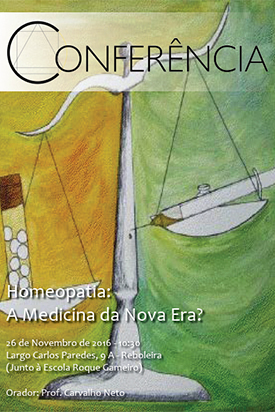 CONFERÊNCIA
Homeopatia:
A Medicina da Nova Era?
26 de Novembro de 2016 - 10:30
Largo Carlos Paredes, 9 A - Reboleira
(Junto à Escola Roque Gameiro)
Orador: Prof. Carvalho Neto